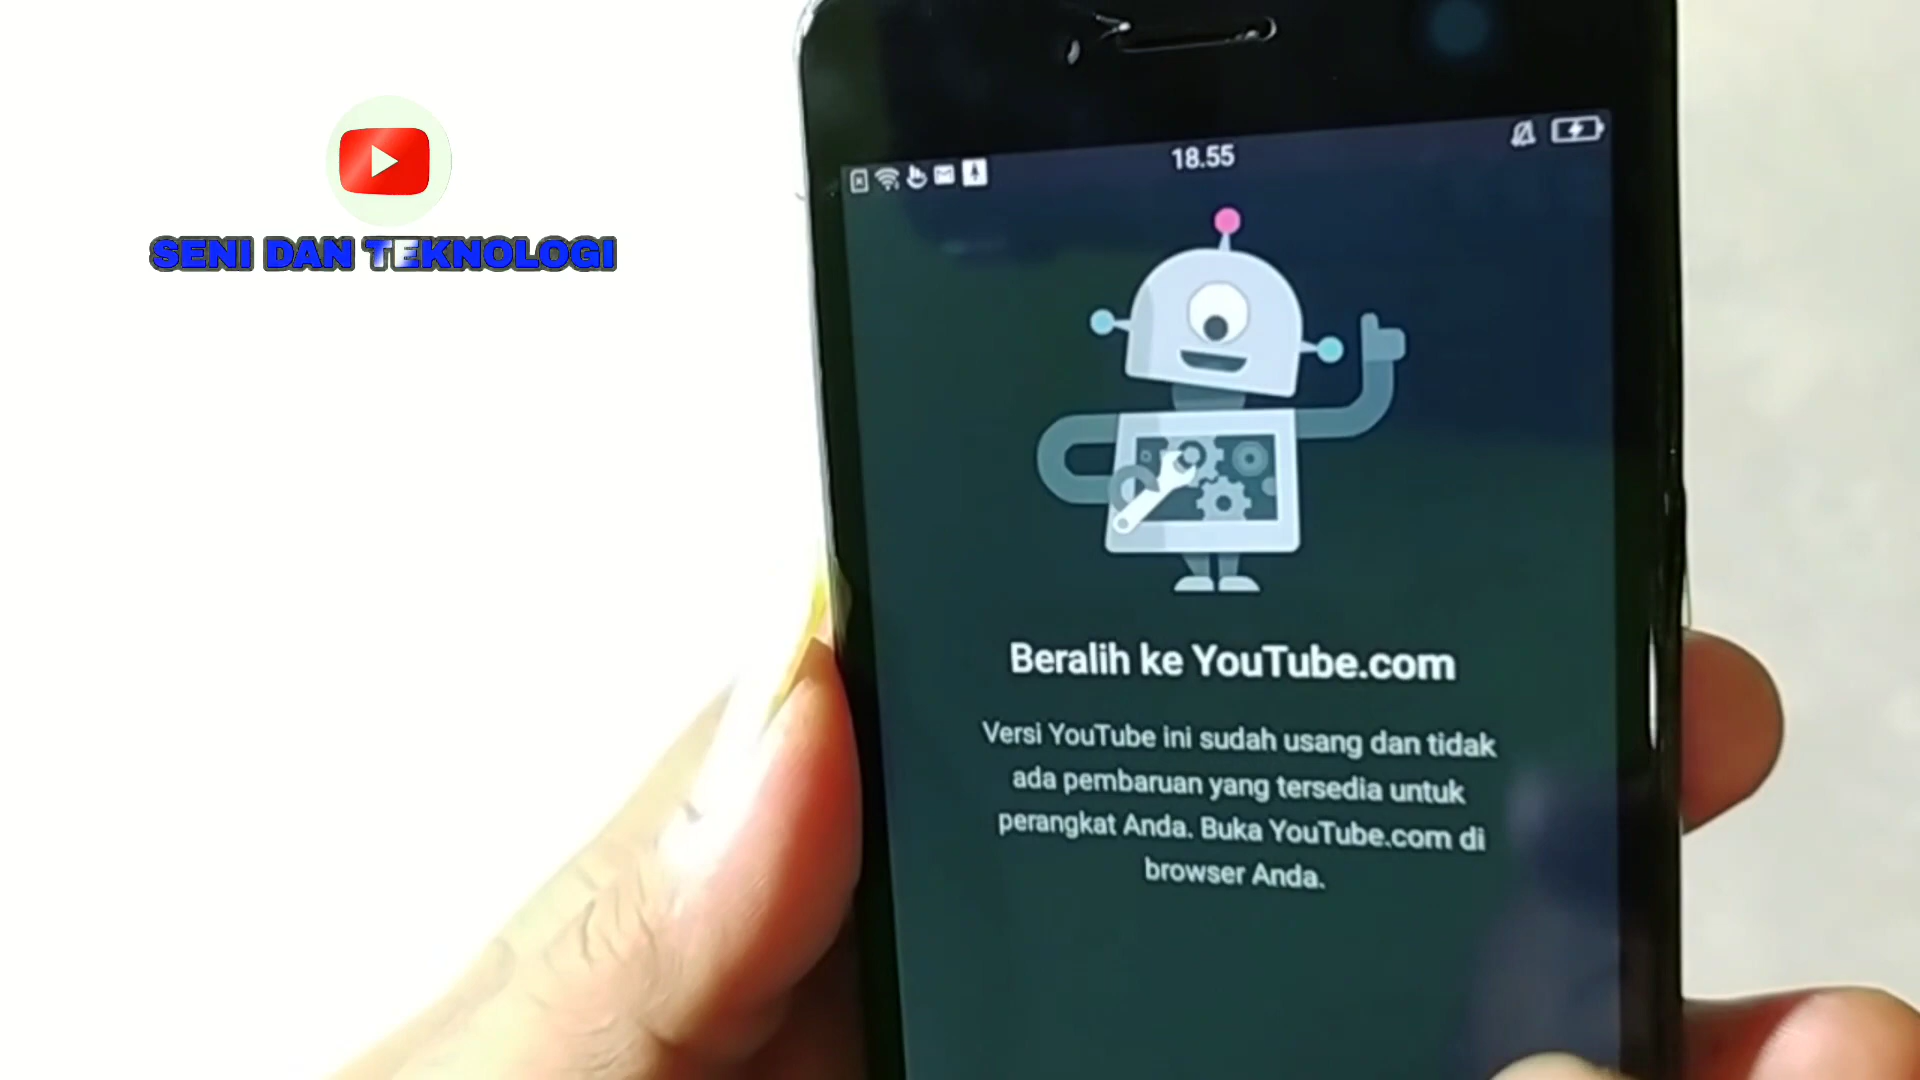 SENI DAN TEKNOLOGI
18.55
Beralih ke YouTube.com
Versi YouTube ini sudah usang dan tidak
ada pembaruan yang tersedia untuk
perangkat Anda. Buka YouTube.com di
browser Anda.